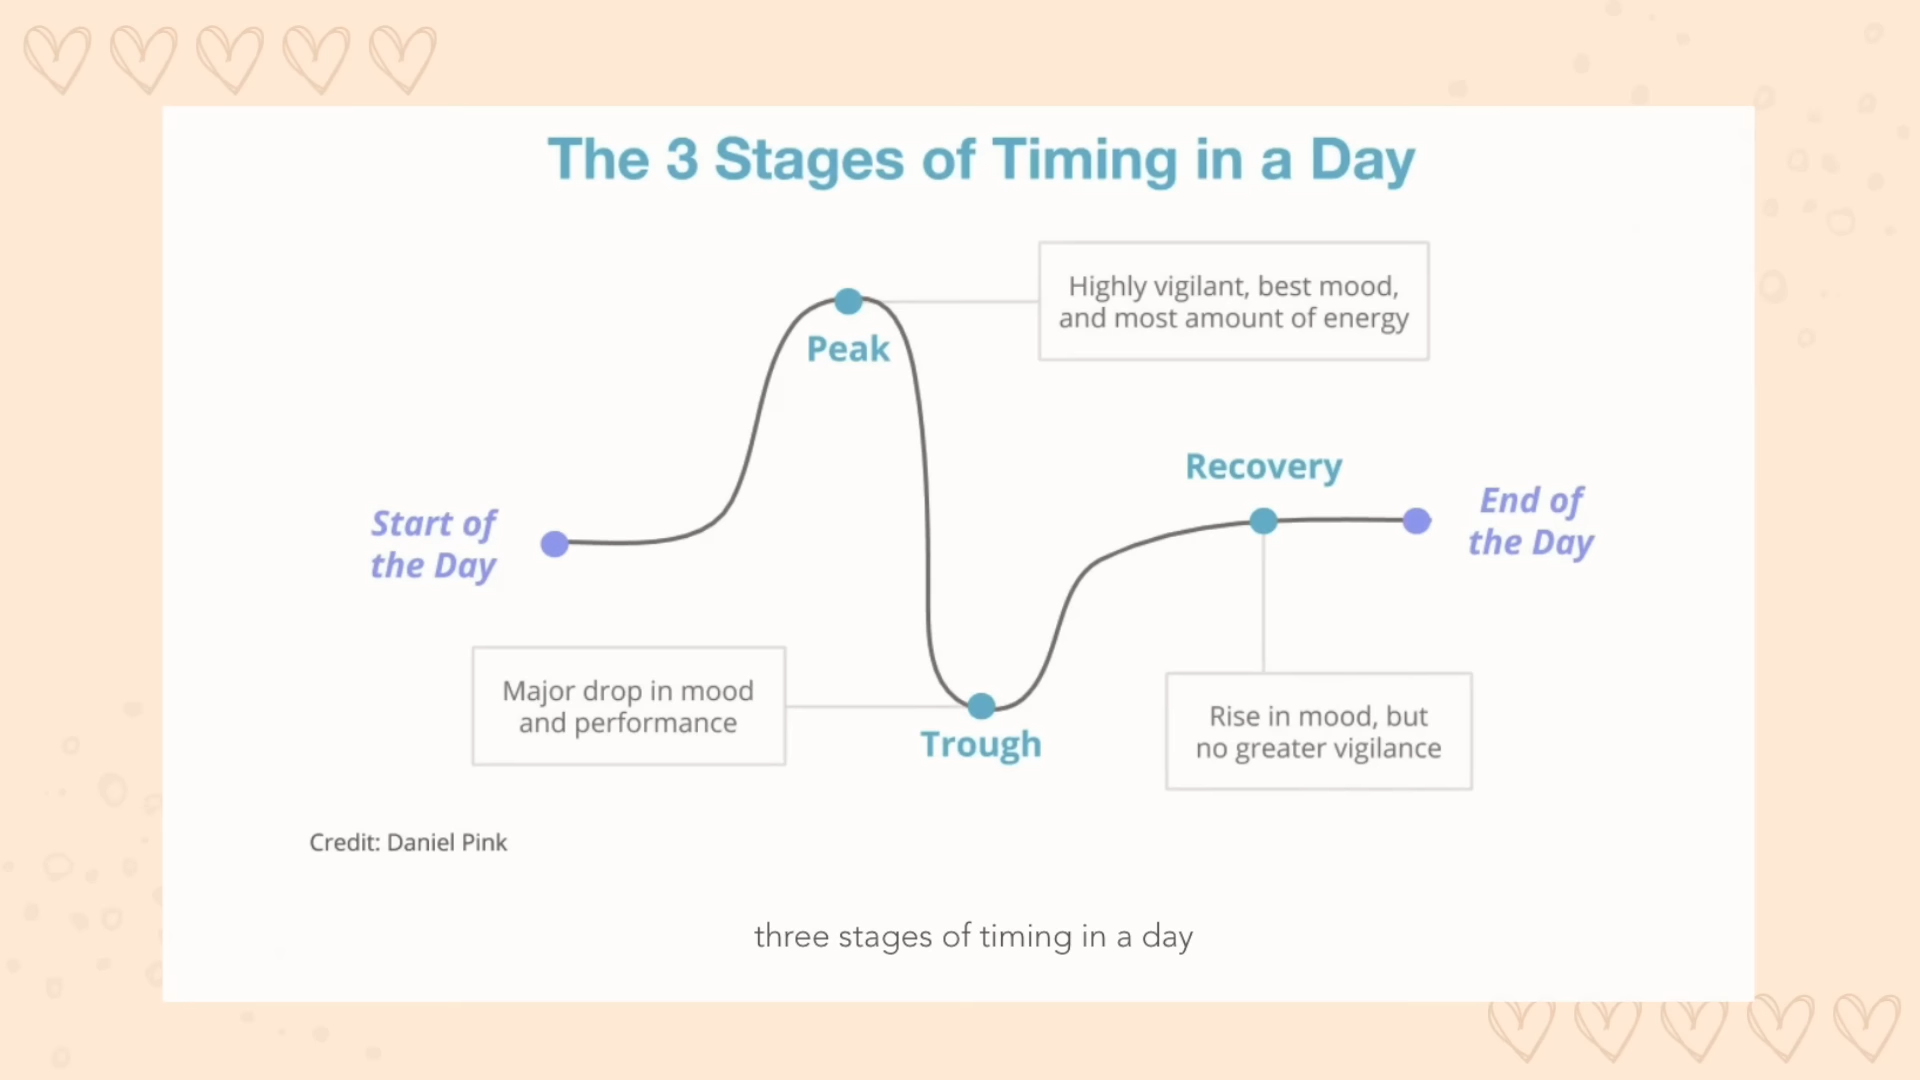 The 3 Stages of Timing in a Day
Highly vigilant, best mood,
and most amount of energy
Peak
Recovery
Start of
the Day
End of
the Day
Major drop in mood
and performance
Trough
Rise in mood, but
no greater vigilance
Credit: Daniel Pink
three stages of timing in a day